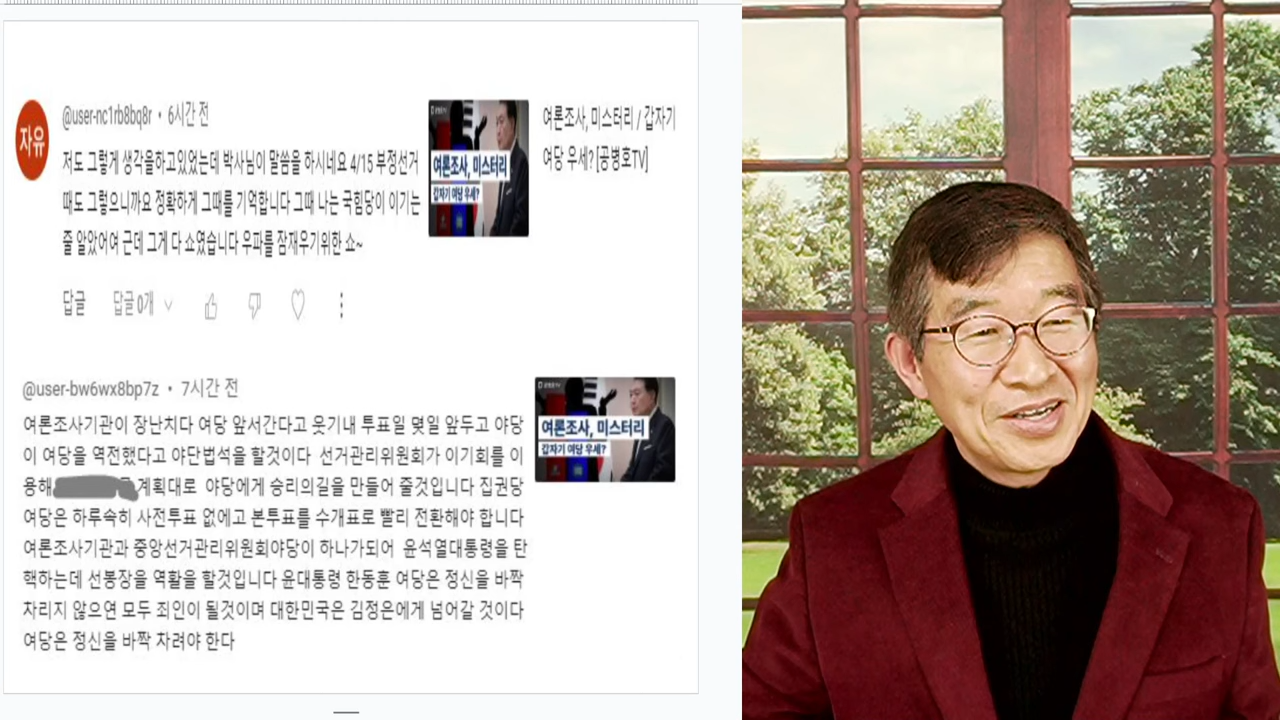 자유
@user-nc1rb8bq8r • 6시간 전
저도 그렇게 생각을하고있었는데 박사님이 말씀을 하시네요 4/15 부정선거
때도 그렇으니까요 정확하게 그때를 기억합니다 그때 나는 국힘당이 이기는
줄 알았어여 근데 그게 다 쇼였습니다 우파를 잠재우기위한 쇼~
답글
답글 0개
여론조사, 미스터리
갑자기 여당 우세?
여론조사, 미스터리 / 갑자기
여당 우세? [공병호TV]
@user-bw6wx8bp7z • 7시간 전
여론조사기관이 장난치다 여당 앞서간다고 웃기내 투표일 몇일 앞두고 야당
이 여당을 역전했다고 야단법석을 할것이다 선거관리위원회가 이기회를 이
용해 계획대로 야당에게 승리의길을 만들어 줄것입니다 집권당
여당은 하루속히 사전투표 없에고 본투표를 수개표로 빨리 전환해야 합니다
여론조사기관과 중앙선거관리위원회야당이 하나가되어 윤석열대통령을 탄
핵하는데 선봉장을 역활을 할것입니다 윤대통령 한동훈 여당은 정신을 바짝
차리지 않으연 모두 죄인이 될것이며 대한민국은 김정은에게 넘어갈 것이다
여당은 정신을 바짝 차려야 한다
여론조사, 미스터리
갑자기 여당 우세?